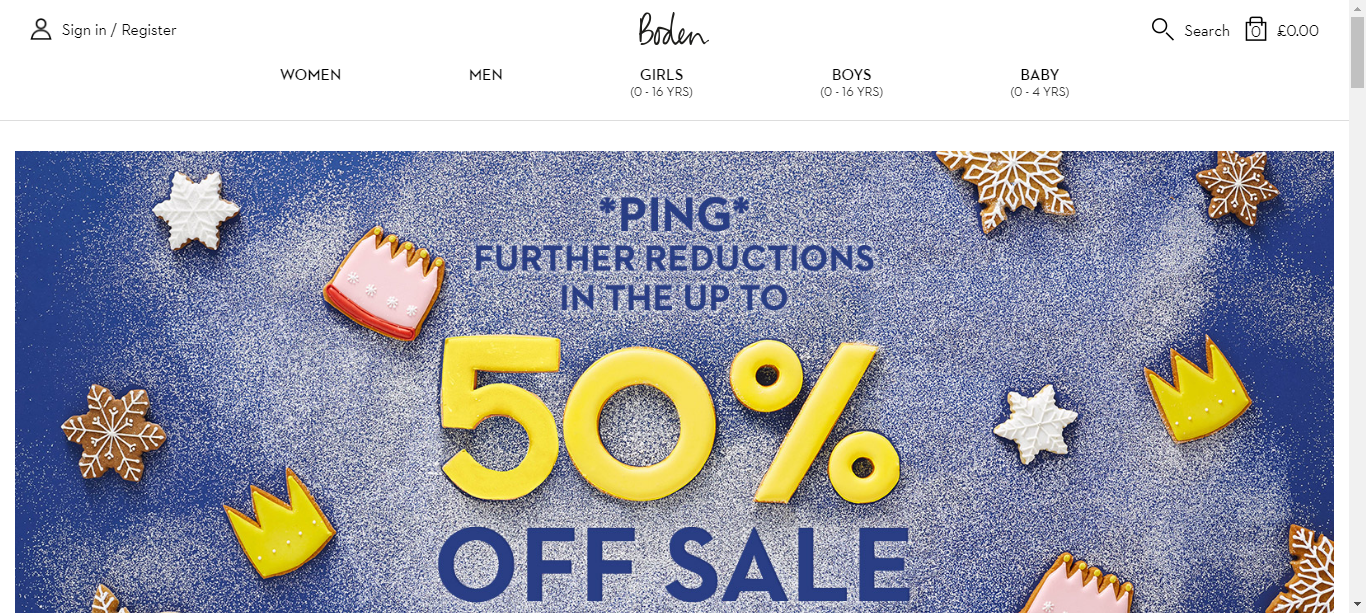 Sign in / Register
Boden
Search
0
£0.00
WOMEN
MEN
GIRLS
(0 - 16 YRS)
BOYS
(0 - 16 YRS)
BABY
(0 - 4 YRS)
*PING*
FURTHER REDUCTIONS
IN THE UP TO
50%
OFF SALE